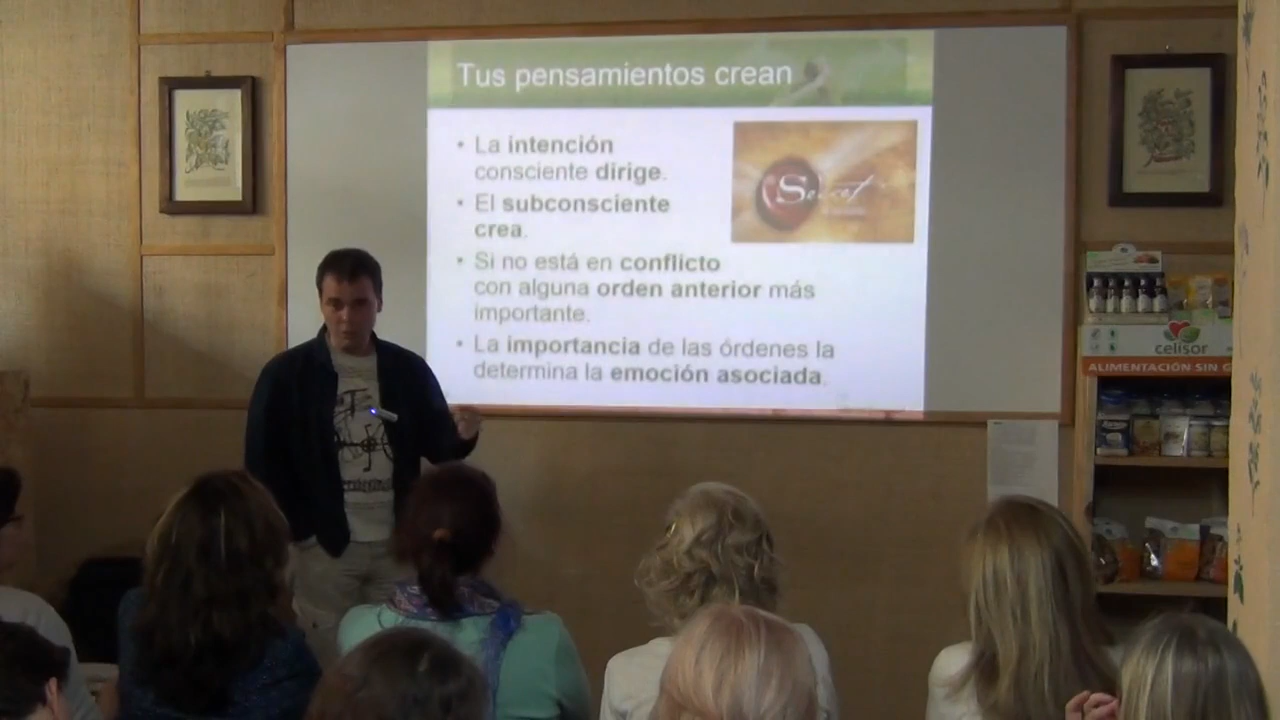 Tus pensamientos crean
• La intención
consciente dirige.
• El subconsciente
crea.
• Si no está en conflicto
con alguna orden anterior más
importante.
• La importancia de las órdenes la
determina la emoción asociada.
Secret
celisor
ALIMENTACIÓN SIN G